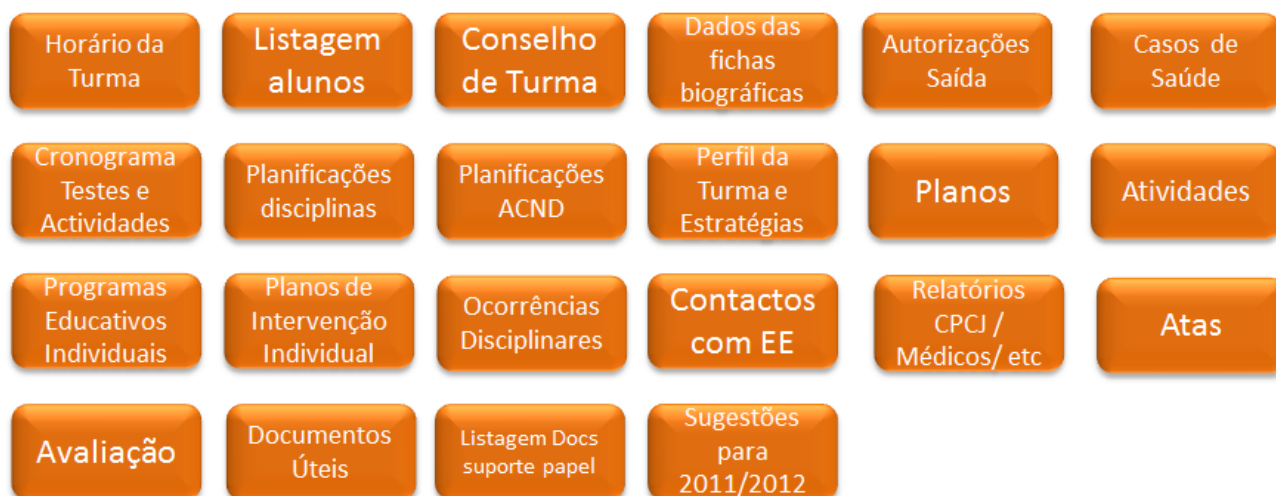 Horário da
Turma
Listagem
alunos
Conselho
de Turma
Dados das
fichas
biográficas
Autorizações
Saída
Casos de
Saúde
Cronograma
Testes e
Actividades
Planificações
disciplinas
Planificações
ACND
Perfil da
Turma e
Estratégias
Planos
Atividades
Programas
Educativos
Individuais
Planos de
Intervenção
Individual
Ocorrências
Disciplinares
Contactos
com EE
Relatórios
CPCJ /
Médicos/ etc
Atas
Avaliação
Documentos
Úteis
Listagem Docs
suporte papel
Sugestões
para
2011/2012